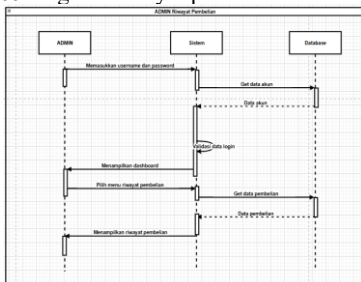 ADMIN Riwayat Pembelian
ADMIN
Sistem
Database
Memasukkan username dan password
Get data akun
Data akun
Validasi data login
Menampilkan dashboard
Pilih menu riwayat pembelian
Get data pembelian
Data pembelian
Menampilkan riwayat pembelian